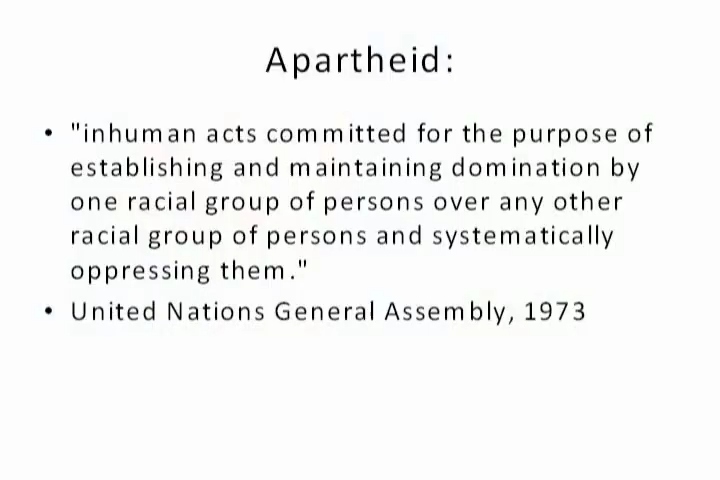 Apartheid:
• "inhuman acts committed for the purpose of
establishing and maintaining domination by
one racial group of persons over any other
racial group of persons and systematically
oppressing them."
• United Nations General Assembly, 1973